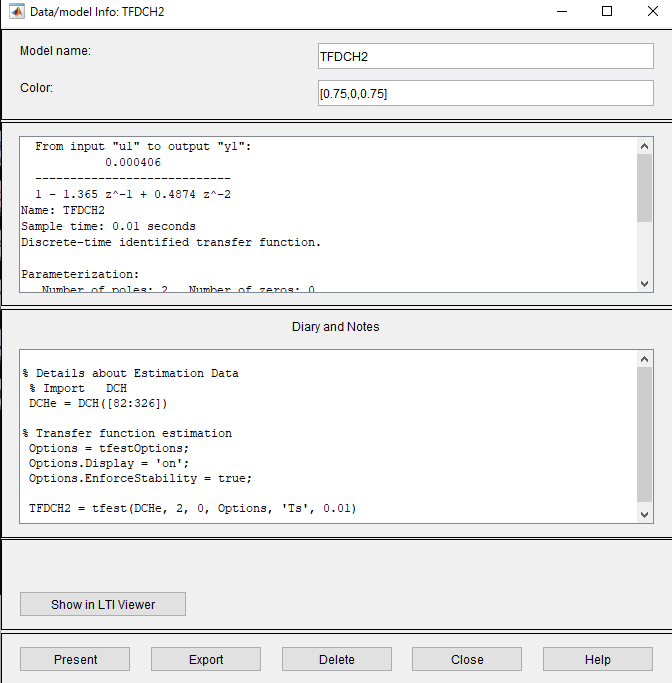 Data/model Info: TFDCH2
Model name:
TFDCH2
Color:
[0.75,0,0.75]
From input "u1" to output "y1":
0.000406
----------------------------
1 - 1.365 z^-1 + 0.4874 z^-2
Name: TFDCH2
Sample time: 0.01 seconds
Discrete-time identified transfer function.
Parameterization:
Number of poles: 2   Number of zeros: 0
Diary and Notes
% Details about Estimation Data
% Import   DCH
DCHe = DCH([82:326])
% Transfer function estimation
Options = tfestOptions;
Options.Display = 'on';
Options.EnforceStability = true;
TFDCH2 = tfest(DCHe, 2, 0, Options, 'Ts', 0.01)
Show in LTI Viewer
Present
Export
Delete
Close
Help